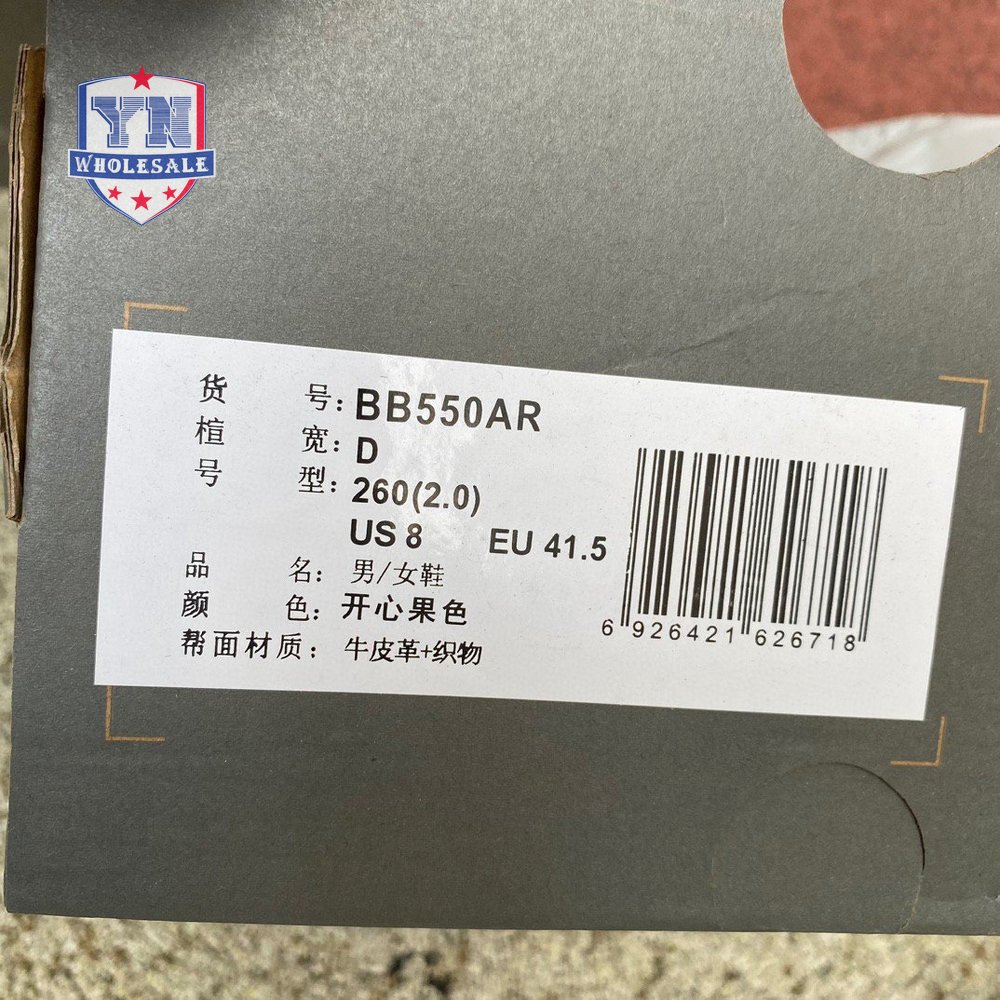 YN
WHOLESALE
货 号: BB550AR
楦 宽: D
号 型: 260(2.0)
US 8 EU 41.5
品 名: 男/女鞋
颜 色: 开心果色
帮面材质: 牛皮革+织物
6 926421 626718